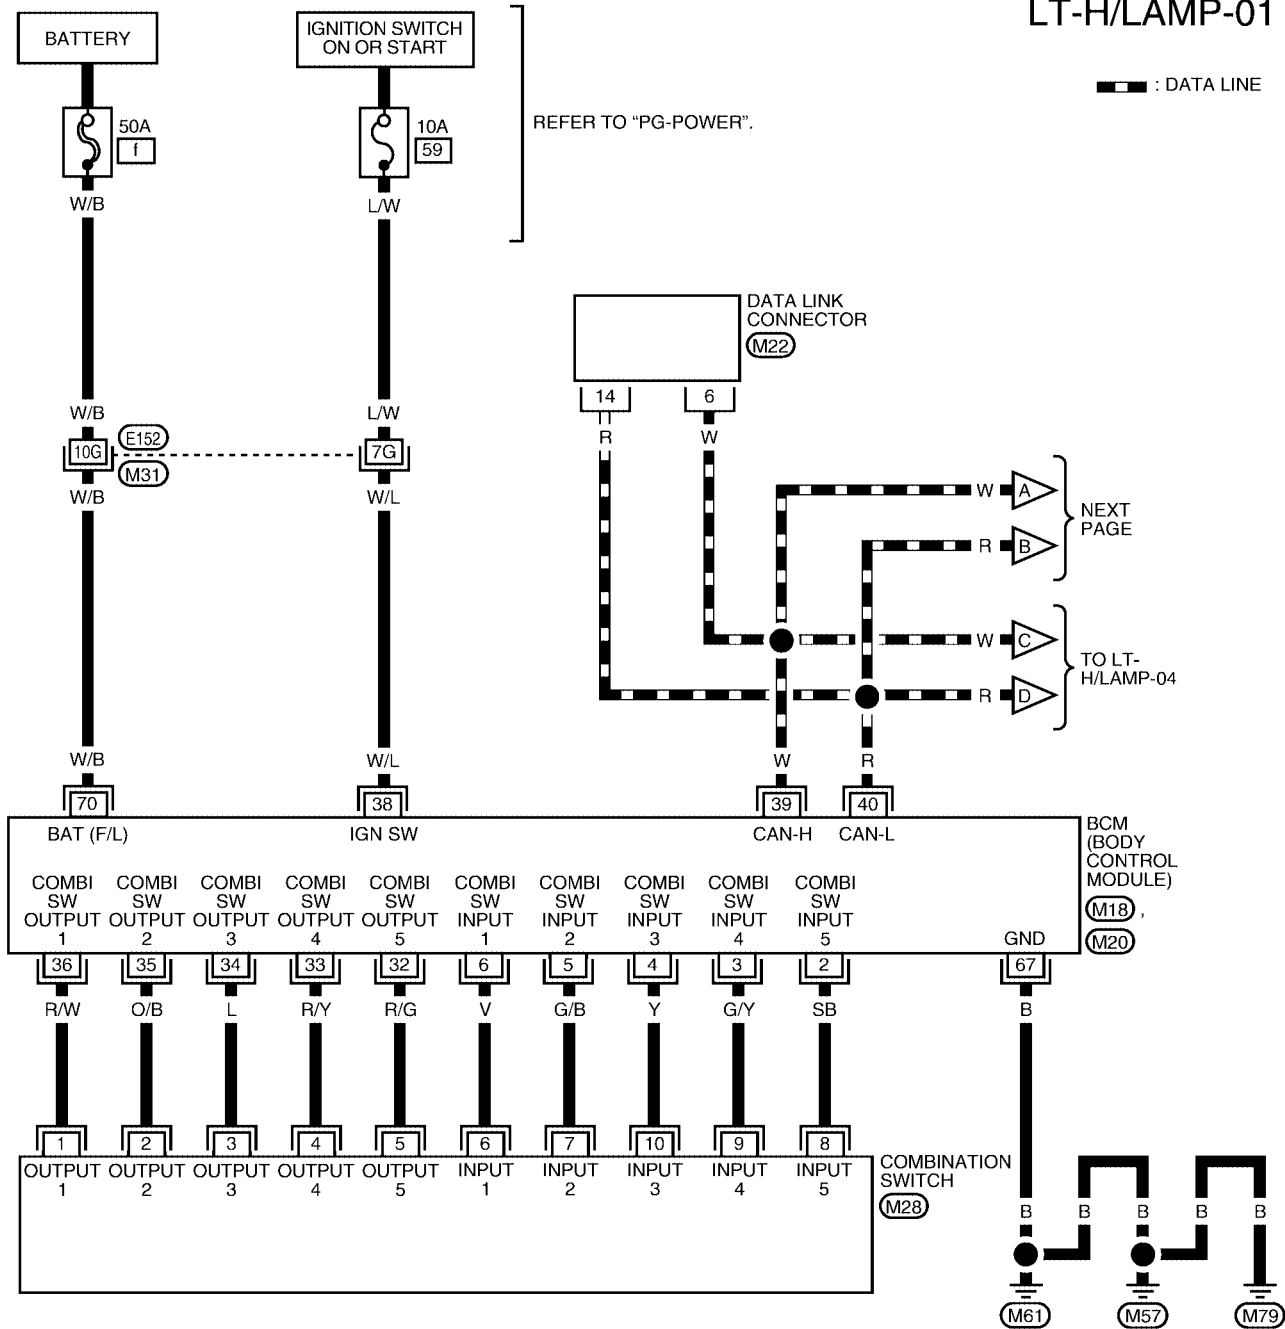 LT-H/LAMP-01
BATTERY
IGNITION SWITCH
ON OR START
: DATA LINE
50A
f
10A
59
REFER TO "PG-POWER".
W/B
L/W
DATA LINK
CONNECTOR
M22
14
6
R
W
W/B
L/W
10G
E152
M31
7G
W/B
W/L
W
A
R
B
NEXT
PAGE
W
C
R
D
TO LT-
H/LAMP-04
W/B
W/L
W
R
70
38
39
40
BAT (F/L)
IGN SW
CAN-H
CAN-L
BCM
(BODY
CONTROL
MODULE)
M18 ,
M20
COMBI
SW
OUTPUT
1
COMBI
SW
OUTPUT
2
COMBI
SW
OUTPUT
3
COMBI
SW
OUTPUT
4
COMBI
SW
OUTPUT
5
COMBI
SW
INPUT
1
COMBI
SW
INPUT
2
COMBI
SW
INPUT
3
COMBI
SW
INPUT
4
COMBI
SW
INPUT
5
GND
36
35
34
33
32
6
5
4
3
2
67
R/W
O/B
L
R/Y
R/G
V
G/B
Y
G/Y
SB
B
1
2
3
4
5
6
7
10
9
8
OUTPUT
1
OUTPUT
2
OUTPUT
3
OUTPUT
4
OUTPUT
5
INPUT
1
INPUT
2
INPUT
3
INPUT
4
INPUT
5
COMBINATION
SWITCH
M28
B
B
B
B
B
M61
M57
M79